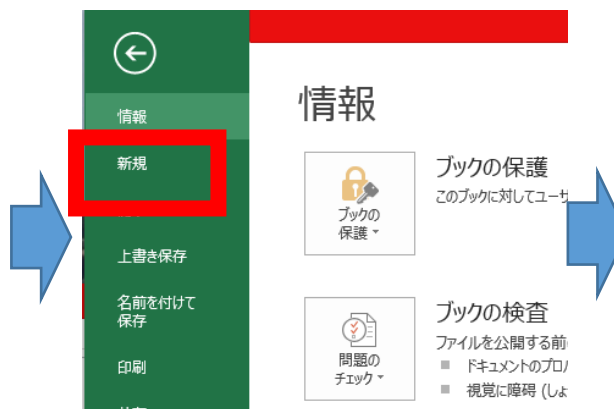 情報
新規
上書き保存
名前を付けて
保存
印刷
情報
ブックの
保護
ブックの保護
このブックに対してユーサ
問題の
チェック
ブックの検査
ファイルを公開する前
ドキュメントのプロパ
視覚に障碍 (しょ